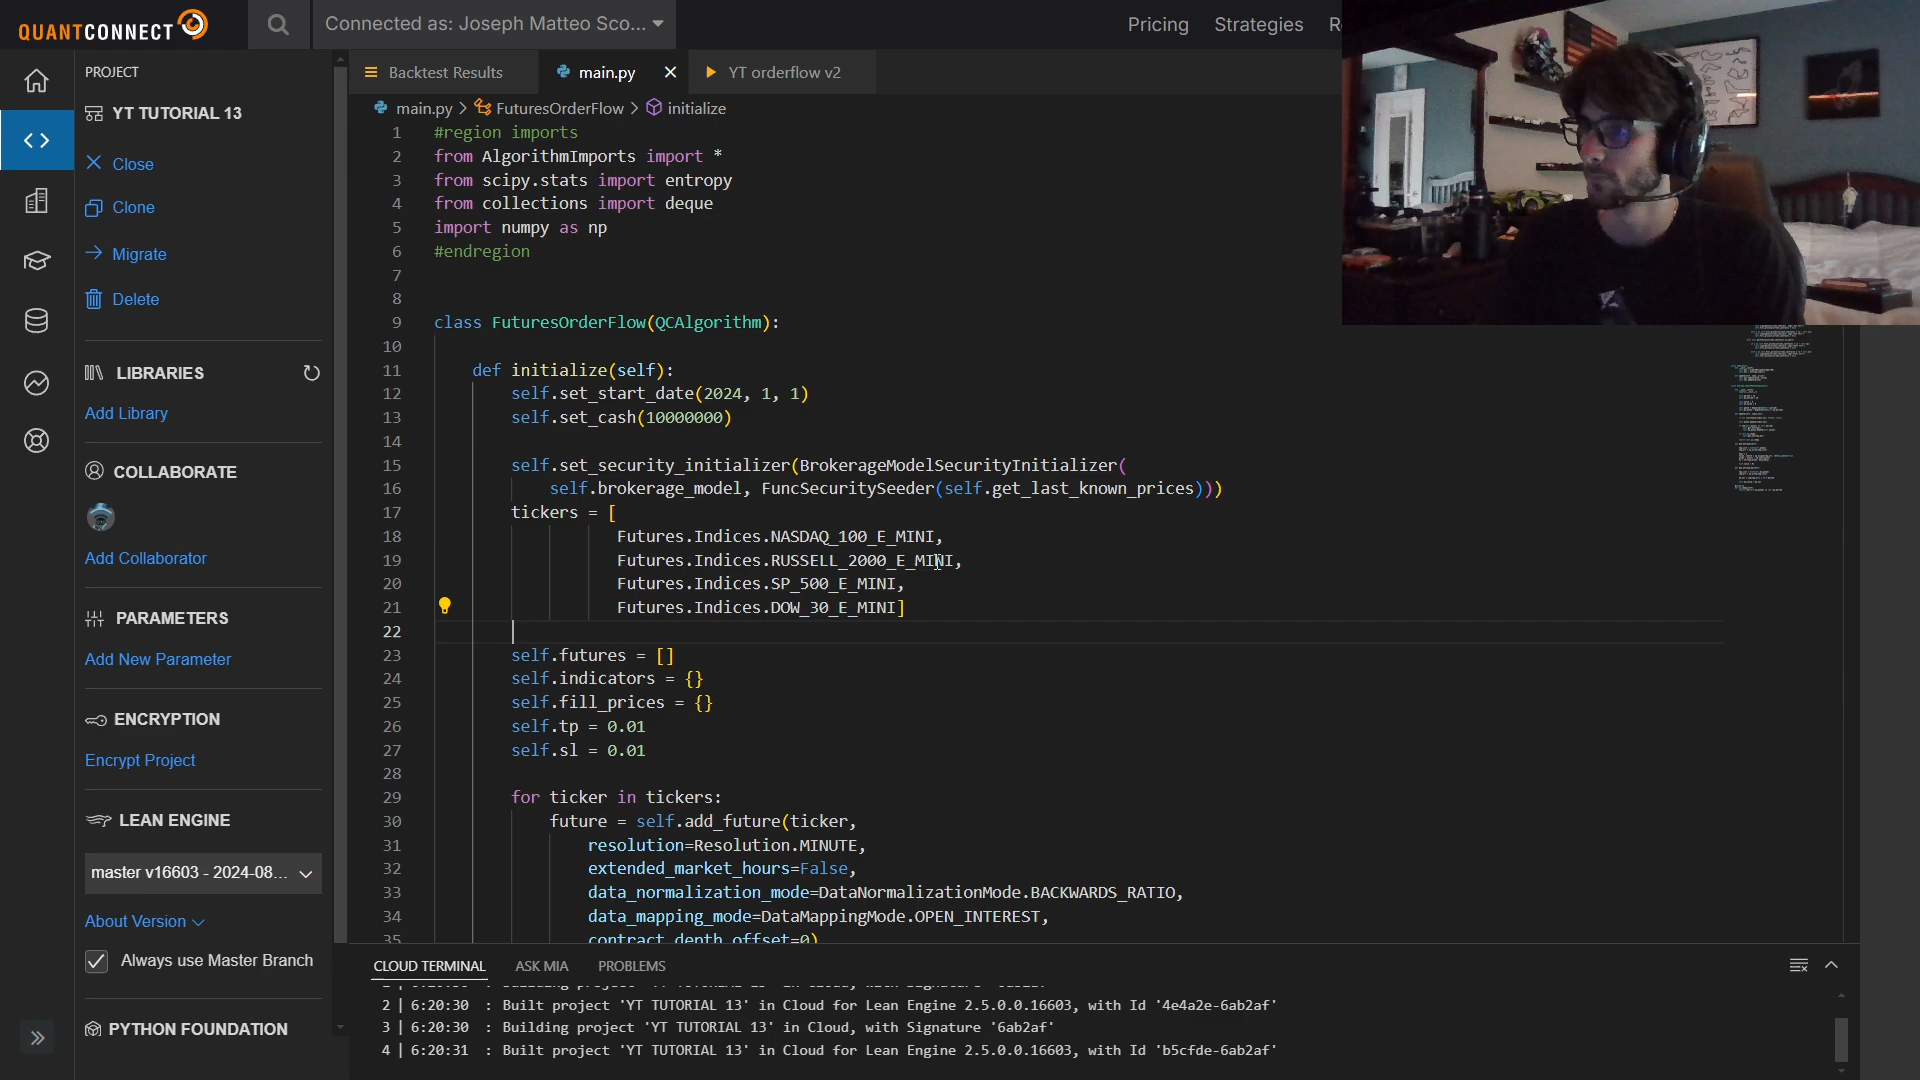 QUANTCONNECT
Connected as: Joseph Matteo Sco...
Pricing
Strategies
PROJECT
YT TUTORIAL 13
Close
Clone
Migrate
Delete
LIBRARIES
Add Library
COLLABORATE
Add Collaborator
PARAMETERS
Add New Parameter
ENCRYPTION
Encrypt Project
LEAN ENGINE
master v16603 - 2024-08...
About Version
Always use Master Branch
PYTHON FOUNDATION
Backtest Results
main.py
YT orderflow v2
main.py > FuturesOrderFlow > initialize
1 #region imports
2 from AlgorithmImports import *
3 from scipy.stats import entropy
4 from collections import deque
5 import numpy as np
6 #endregion
7
8
9 class FuturesOrderFlow(QCAlgorithm):
10
11 def initialize(self):
12 self.set_start_date(2024, 1, 1)
13 self.set_cash(10000000)
14
15 self.set_security_initializer(BrokerageModelSecurityInitializer(
16 self.brokerage_model, FuncSecuritySeeder(self.get_last_known_prices)))
17 tickers = [
18 Futures.Indices.NASDAQ_100_E_MINI,
19 Futures.Indices.RUSSELL_2000_E_MINI,
20 Futures.Indices.SP_500_E_MINI,
21 Futures.Indices.DOW_30_E_MINI]
22
23 self.futures = []
24 self.indicators = {}
25 self.fill_prices = {}
26 self.tp = 0.01
27 self.sl = 0.01
28
29 for ticker in tickers:
30 future = self.add_future(ticker,
31 resolution=Resolution.MINUTE,
32 extended_market_hours=False,
33 data_normalization_mode=DataNormalizationMode.BACKWARDS_RATIO,
34 data_mapping_mode=DataMappingMode.OPEN_INTEREST,
35 contract_depth_offset=0)
CLOUD TERMINAL
ASK MIA
PROBLEMS
2 | 6:20:30 : Built project 'YT TUTORIAL 13' in Cloud for Lean Engine 2.5.0.0.16603, with Id '4e4a2e-6ab2af'
3 | 6:20:30 : Building project 'YT TUTORIAL 13' in Cloud, with Signature '6ab2af'
4 | 6:20:31 : Built project 'YT TUTORIAL 13' in Cloud for Lean Engine 2.5.0.0.16603, with Id 'b5cfde-6ab2af'